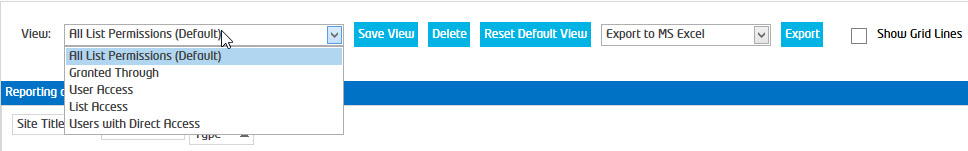 View: All List Permissions (Default) Save View Delete Reset Default View Export to MS Excel Export Show Grid Lines
All List Permissions (Default)
Granted Through
User Access
List Access
Users with Direct Access
Reporting
Site Title
Type